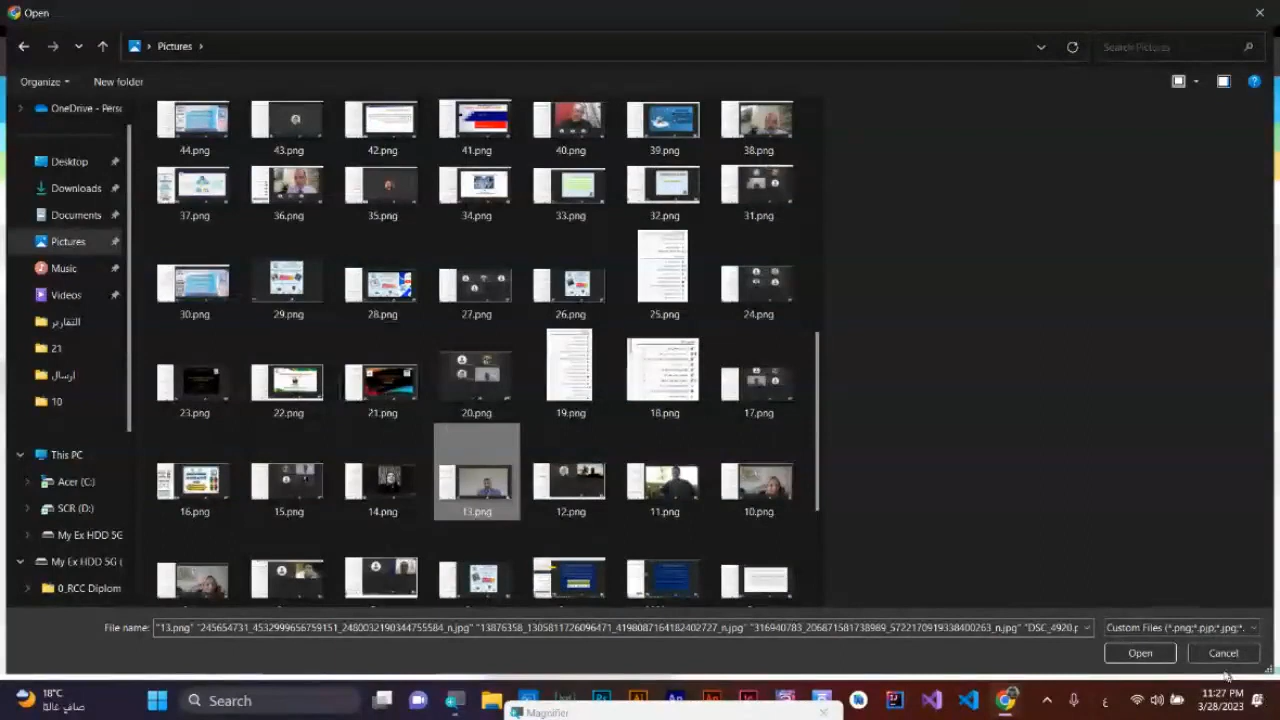 Open
Pictures
Search Pictures
Organize
New folder
OneDrive - Persc
Desktop
Downloads
Documents
Pictures
Music
Videos
التقارير
21
ارسال
10
This PC
Acer (C:)
SCR (D:)
My Ex HDD 5G
My Ex HDD 5G (
0_RCC Diplom
44.png 43.png 42.png 41.png 40.png 39.png 38.png
37.png 36.png 35.png 34.png 33.png 32.png 31.png
30.png 29.png 28.png 27.png 26.png 25.png 24.png
23.png 22.png 21.png 20.png 19.png 18.png 17.png
16.png 15.png 14.png 13.png 12.png 11.png 10.png
File name: "13.png" "245654731_4532999656759151_2480032190344755584_n.jpg" "13876358_1305811726096471_4198087164182402727_n.jpg" "316940783_206871581738989_5722170919338400263_n.jpg" "DSC_4920.p
Custom Files (*.png;*.pjp;*.jpg;*.
Open Cancel
18°C
صافي غالبًا
Search
Magnifier
11:27 PM
3/28/2023